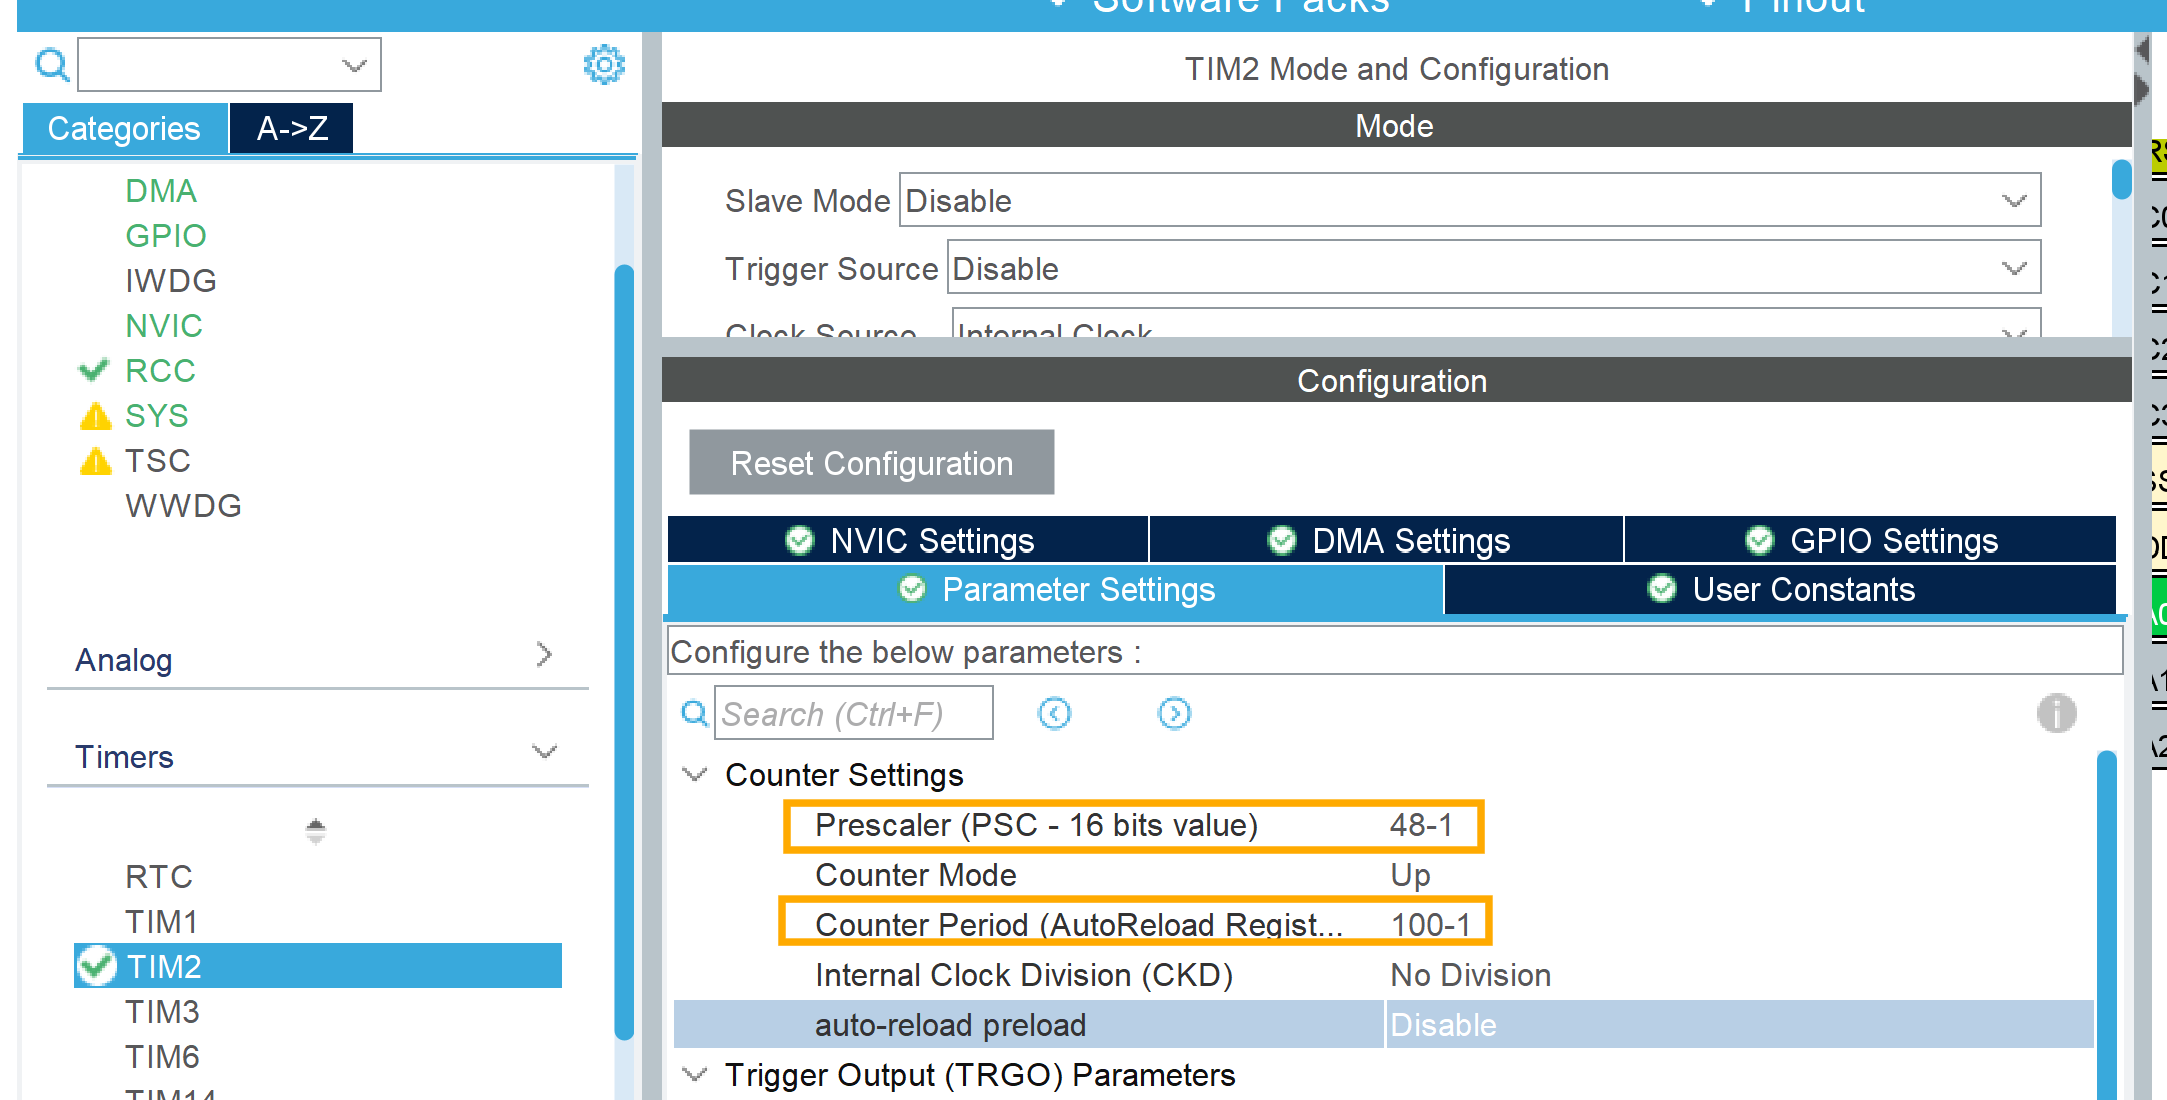 Software Packs
Pinout
Categories
A->Z
DMA
GPIO
IWDG
NVIC
RCC
SYS
TSC
WWDG
Analog
Timers
RTC
TIM1
TIM2
TIM3
TIM6
TIM14
TIM2 Mode and Configuration
Mode
Slave Mode Disable
Trigger Source Disable
Clock Source Internal Clock
Configuration
Reset Configuration
NVIC Settings
DMA Settings
GPIO Settings
Parameter Settings
User Constants
Configure the below parameters :
Search (Ctrl+F)
Counter Settings
Prescaler (PSC - 16 bits value) 48-1
Counter Mode Up
Counter Period (AutoReload Regist... 100-1
Internal Clock Division (CKD) No Division
auto-reload preload Disable
Trigger Output (TRGO) Parameters